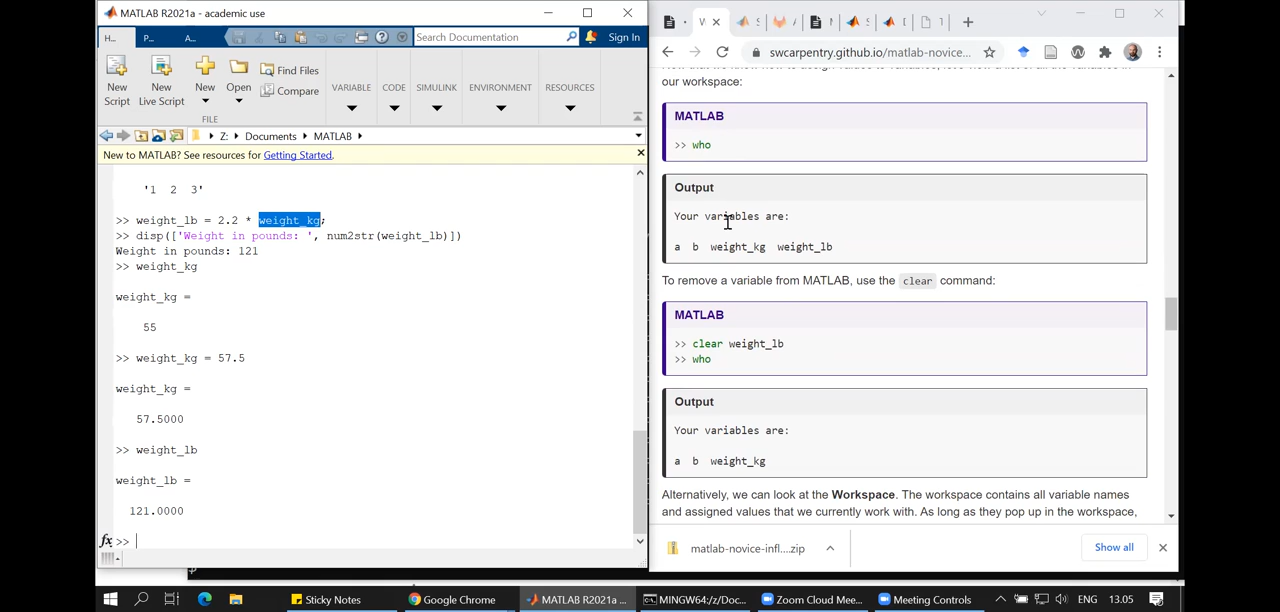 MATLAB R2021a - academic use
H...
P...
A...
Search Documentation
Sign In
New
Script
New
Live Script
New
Open
Find Files
Compare
FILE
VARIABLE
CODE
SIMULINK
ENVIRONMENT
RESOURCES
Z:
Documents
MATLAB
New to MATLAB? See resources for Getting Started.
'1  2  3'
>> weight_lb = 2.2 * weight_kg;
>> disp(['Weight in pounds: ', num2str(weight_lb)])
Weight in pounds: 121
>> weight_kg
weight_kg =
55
>> weight_kg = 57.5
weight_kg =
57.5000
>> weight_lb
weight_lb =
121.0000
fx >>
swcarpentry.github.io/matlab-novice...
our workspace:
MATLAB
>> who
Output
Your variables are:
a  b  weight_kg  weight_lb
To remove a variable from MATLAB, use the clear command:
MATLAB
>> clear weight_lb
>> who
Output
Your variables are:
a  b  weight_kg
Alternatively, we can look at the Workspace. The workspace contains all variable names
and assigned values that we currently work with. As long as they pop up in the workspace,
matlab-novice-infl....zip
Show all
Sticky Notes
Google Chrome
MATLAB R2021a ...
MINGW64:/z/Doc...
Zoom Cloud Mee...
Meeting Controls
ENG
13.05